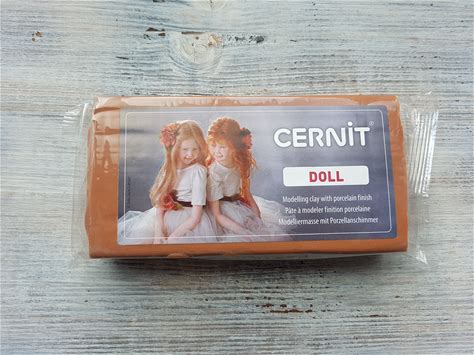 CERNiT
DOLL
Modelling clay with porcelain finish
Pâte à modeler finition porcelaine
Modelliermasse mit Porzellanschimmer